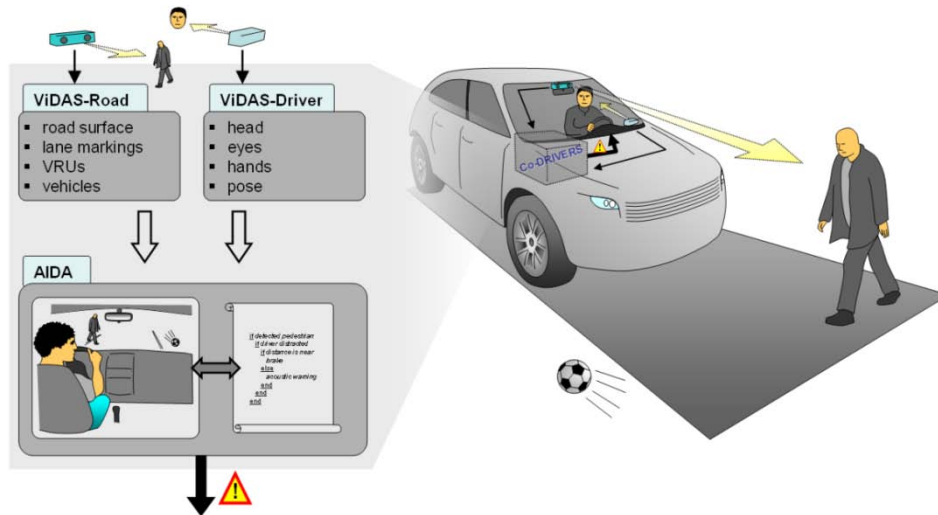 ViDAS-Road
▪ road surface
▪ lane markings
▪ VRUs
▪ vehicles
ViDAS-Driver
▪ head
▪ eyes
▪ hands
▪ pose
AIDA
if detected pedestrian
if driver distracted
if distance is near
brake
else
acoustic warning
end
end
end
!
Co-DRIVERS
!